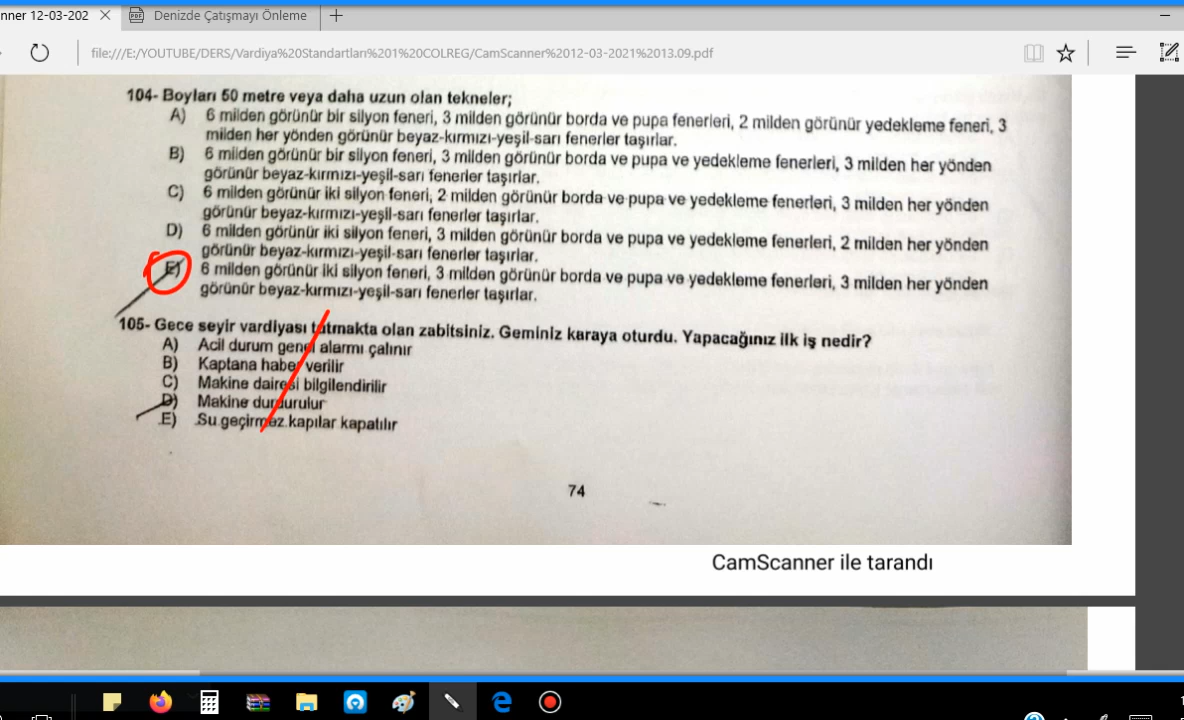 nner 12-03-202
Denizde Çatışmayı Önleme
file:///E:/YOUTUBE/DERS/Vardiya%20Standartları%201%20COLREG/CamScanner%2012-03-2021%2013.09.pdf
104- Boyları 50 metre veya daha uzun olan tekneler;
A) 6 milden görünür bir silyon feneri, 3 milden görünür borda ve pupa fenerleri, 2 milden görünür yedekleme feneri, 3
milden her yönden görünür beyaz-kırmızı-yeşil-sarı fenerler taşırlar.
B) 6 milden görünür bir silyon feneri, 3 milden görünür borda ve pupa ve yedekleme fenerleri, 3 milden her yönden
görünür beyaz-kırmızı-yeşil-sarı fenerler taşırlar.
C) 6 milden görünür iki silyon feneri, 2 milden görünür borda ve pupa ve yedekleme fenerleri, 3 milden her yönden
görünür beyaz-kırmızı-yeşil-sarı fenerler taşırlar.
D) 6 milden görünür iki silyon feneri, 3 milden görünür borda ve pupa ve yedekleme fenerleri, 2 milden her yönden
görünür beyaz-kırmızı-yeşil-sarı fenerler taşırlar.
E) 6 milden görünür iki silyon feneri, 3 milden görünür borda ve pupa ve yedekleme fenerleri, 3 milden her yönden
görünür beyaz-kırmızı-yeşil-sarı fenerler taşırlar.
105- Gece seyir vardiyası tutmakta olan zabitsiniz. Geminiz karaya oturdu. Yapacağınız ilk iş nedir?
A) Acil durum genel alarmı çalınır
B) Kaptana haber verilir
C) Makine dairesi bilgilendirilir
D) Makine durdurulur
E) Su geçirmez kapılar kapatılır
74
CamScanner ile tarandı